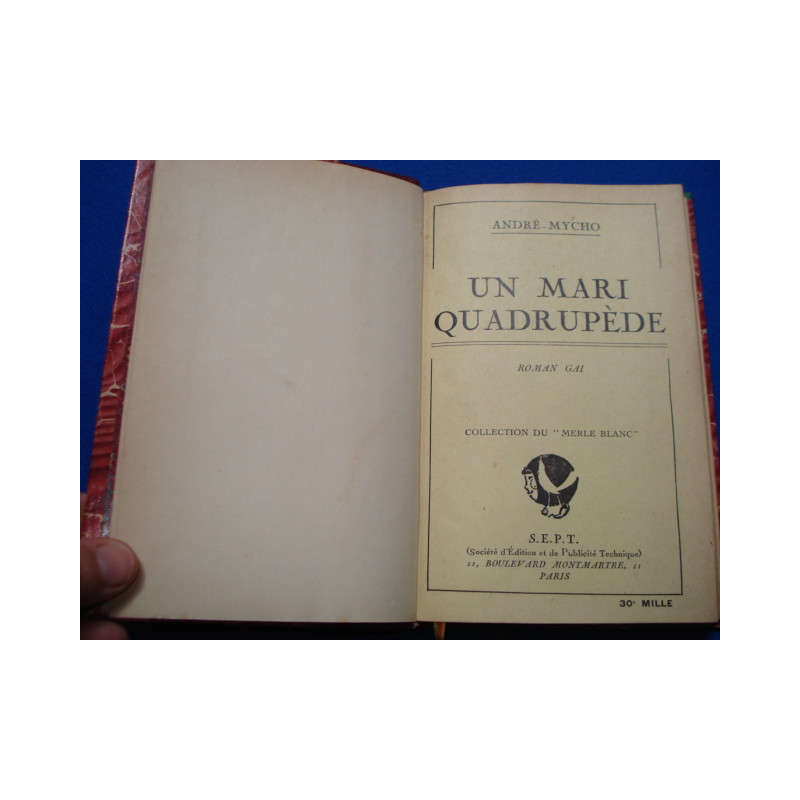 ANDRÉ-MYCHO
UN MARI
QUADRUPÈDE
ROMAN GAI
COLLECTION DU "MERLE BLANC"
S.E.P.T.
(Société d'Édition et de Publicité Technique)
11, BOULEVARD MONTMARTRE, 11
PARIS
30e MILLE